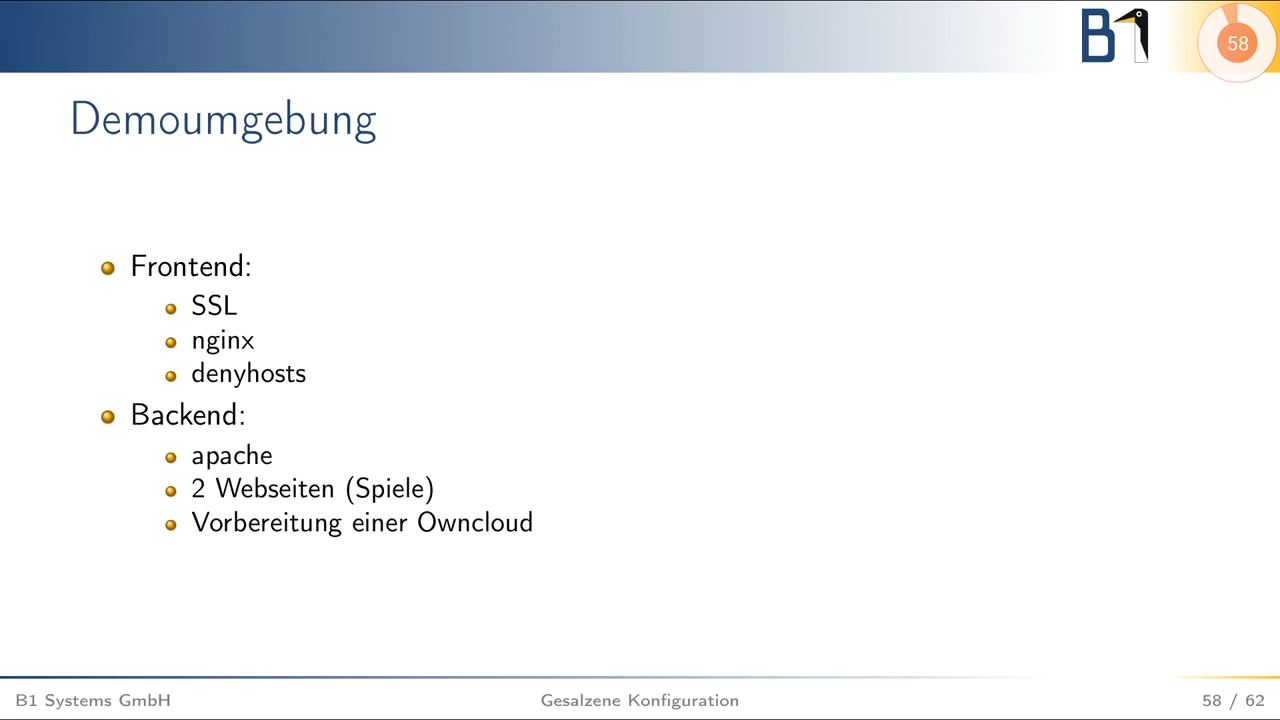 B1
58
Demoumgebung
Frontend:
SSL
nginx
denyhosts
Backend:
apache
2 Webseiten (Spiele)
Vorbereitung einer Owncloud
B1 Systems GmbH
Gesalzene Konfiguration
58 / 62